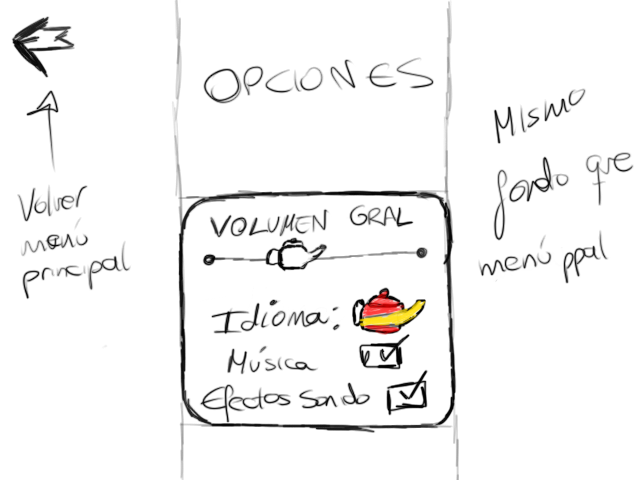 OPCIONES
Volver
menú
principal
Mismo
fondo que
menú ppal
VOLUMEN GRAL
Idioma:
Música
Efectos Sonido